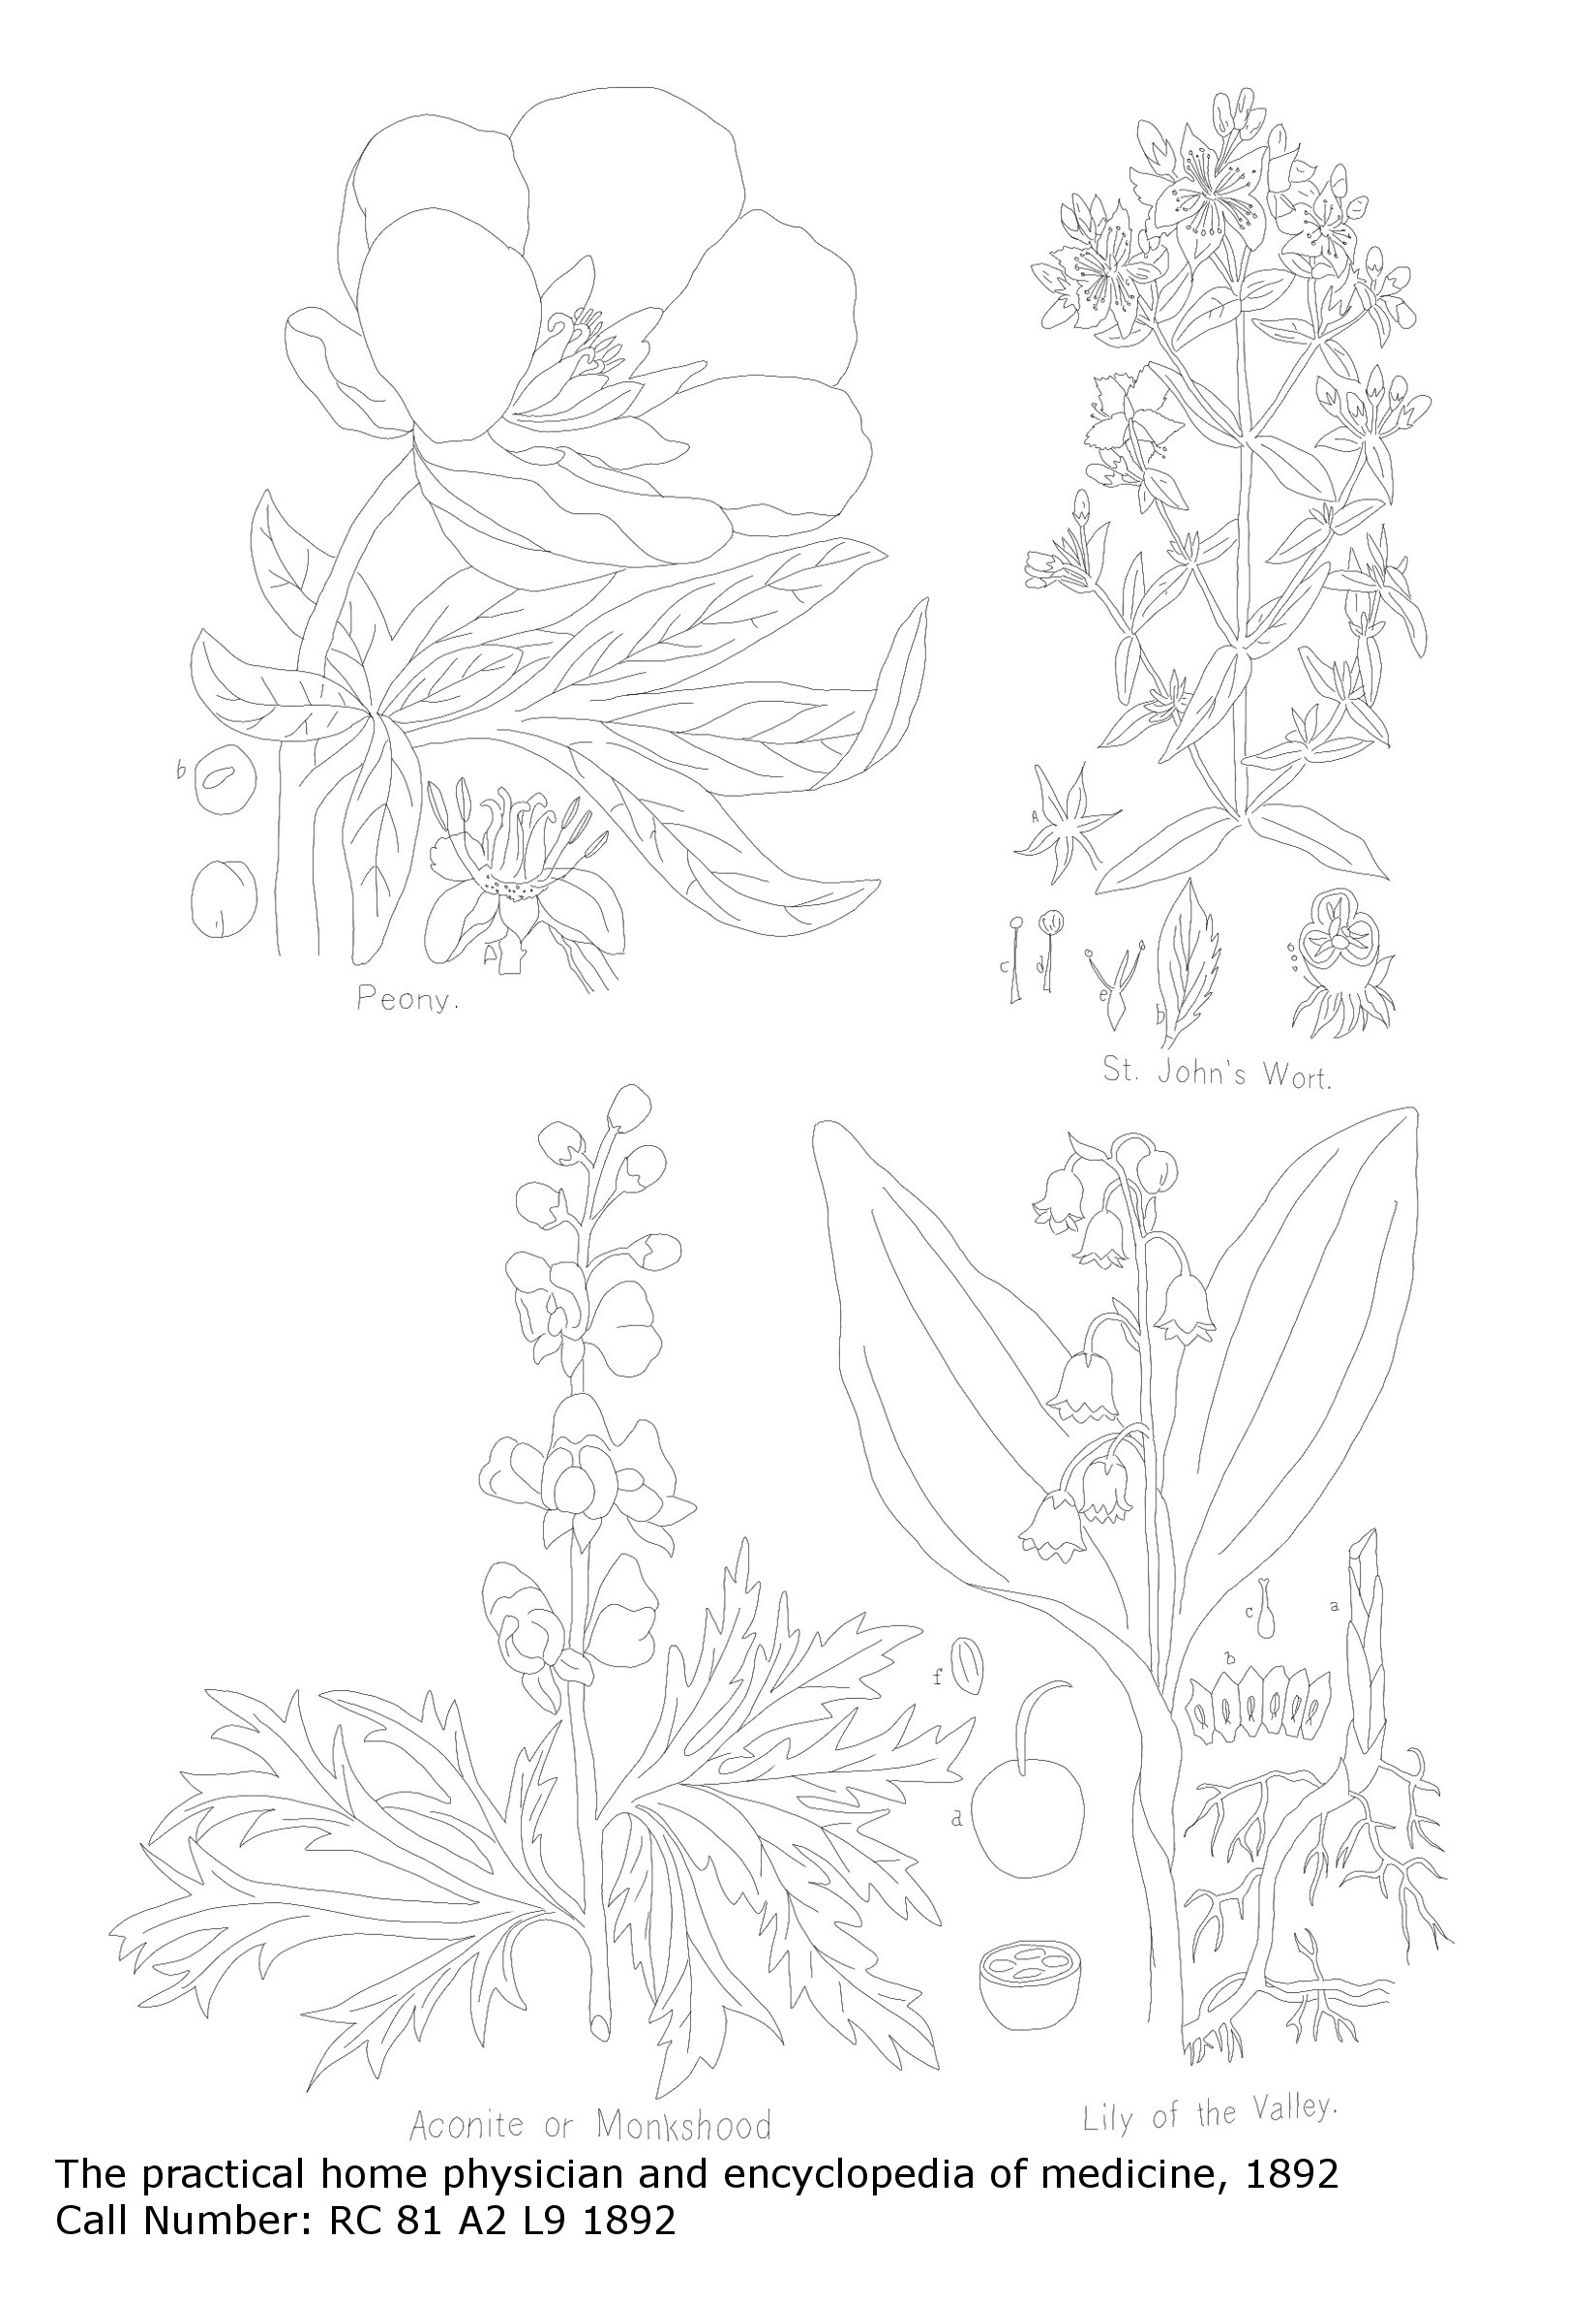 b
a
Peony.
A
c
d
e
b
St. John's Wort.
c
a
b
f
d
Aconite or Monkshood
Lily of the Valley.
The practical home physician and encyclopedia of medicine, 1892
Call Number: RC 81 A2 L9 1892